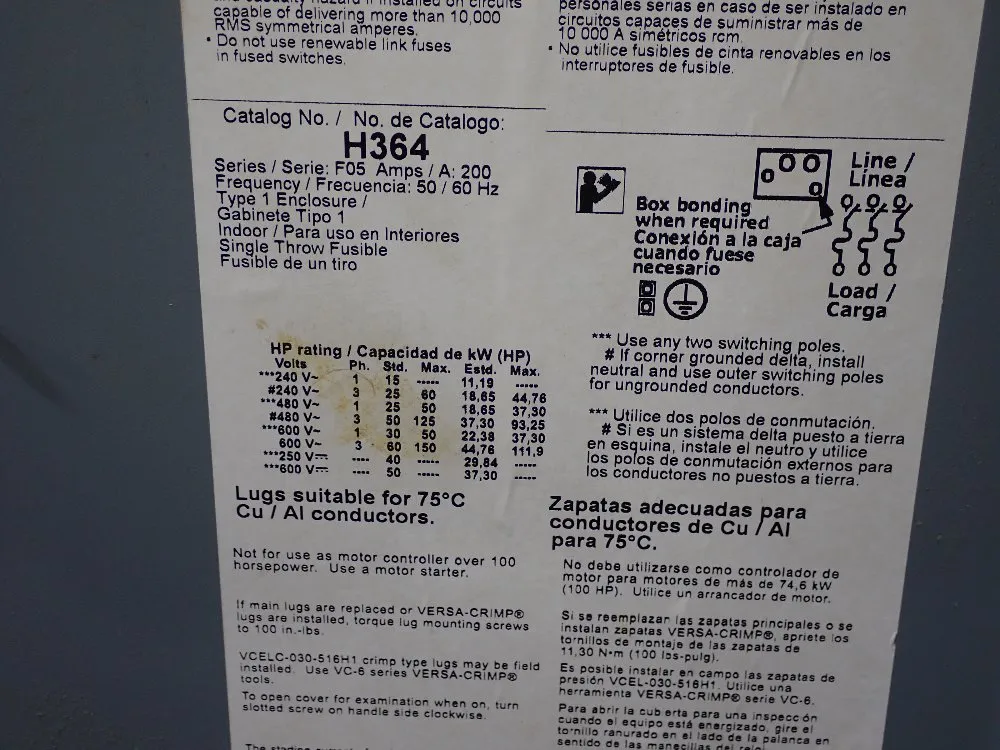 capable of delivering more than 10,000
RMS symmetrical amperes.
• Do not use renewable link fuses
in fused switches.
personales serias en caso de ser instalado en
circuitos capaces de suministrar más de
10 000 A simétricos rcm.
• No utilice fusibles de cinta renovables en los
interruptores de fusible.
Catalog No. / No. de Catalogo:
H364
Series / Serie: F05 Amps / A: 200
Frequency / Frecuencia: 50 / 60 Hz
Type 1 Enclosure /
Gabinete Tipo 1
Indoor / Para uso en Interiores
Single Throw Fusible
Fusible de un tiro
Box bonding
when required
Conexión a la caja
cuando fuese
necesario
Line /
Línea
Load /
Carga
HP rating / Capacidad de kW (HP)
Volts Ph. Std. Max. Estd. Max.
***240 V~ 1 15 ----- 11,19 -----
#240 V~ 3 25 60 18,65 44,76
***480 V~ 1 25 50 18,65 37,30
#480 V~ 3 50 125 37,30 93,25
***600 V~ 1 30 50 22,38 37,30
600 V~ 3 60 150 44,76 111,9
***250 V⎓ ---- 40 ----- 29,84 -----
***600 V⎓ ---- 50 ----- 37,30 -----
*** Use any two switching poles.
# If corner grounded delta, install
neutral and use outer switching poles
for ungrounded conductors.
*** Utilice dos polos de conmutación.
# Si es un sistema delta puesto a tierra
en esquina, instale el neutro y utilice
los polos de conmutación externos para
los conductores no puestos a tierra.
Lugs suitable for 75°C
Cu / Al conductors.
Zapatas adecuadas para
conductores de Cu / Al
para 75°C.
Not for use as motor controller over 100
horsepower. Use a motor starter.
If main lugs are replaced or VERSA-CRIMP®
lugs are installed, torque lug mounting screws
to 100 in.-lbs.
VCELC-030-516H1 crimp type lugs may be field
installed. Use VC-6 series VERSA-CRIMP®
tools.
To open cover for examination when on, turn
slotted screw on handle side clockwise.
No debe utilizarse como controlador de
motor para motores de más de 74,6 kW
(100 HP). Utilice un arrancador de motor.
Si se reemplazan las zapatas principales o se
instalan zapatas VERSA-CRIMP®, apriete los
tornillos de montaje de las zapatas de
11,30 N•m (100 lbs-pulg).
Es posible instalar en campo las zapatas de
presión VCEL-030-516H1. Utilice una
herramienta VERSA-CRIMP® serie VC-6.
Para abrir la cubierta para una inspección
cuando el equipo está energizado, gire el
tornillo ranurado en el lado de la palanca en
sentido de las manecillas del reloj